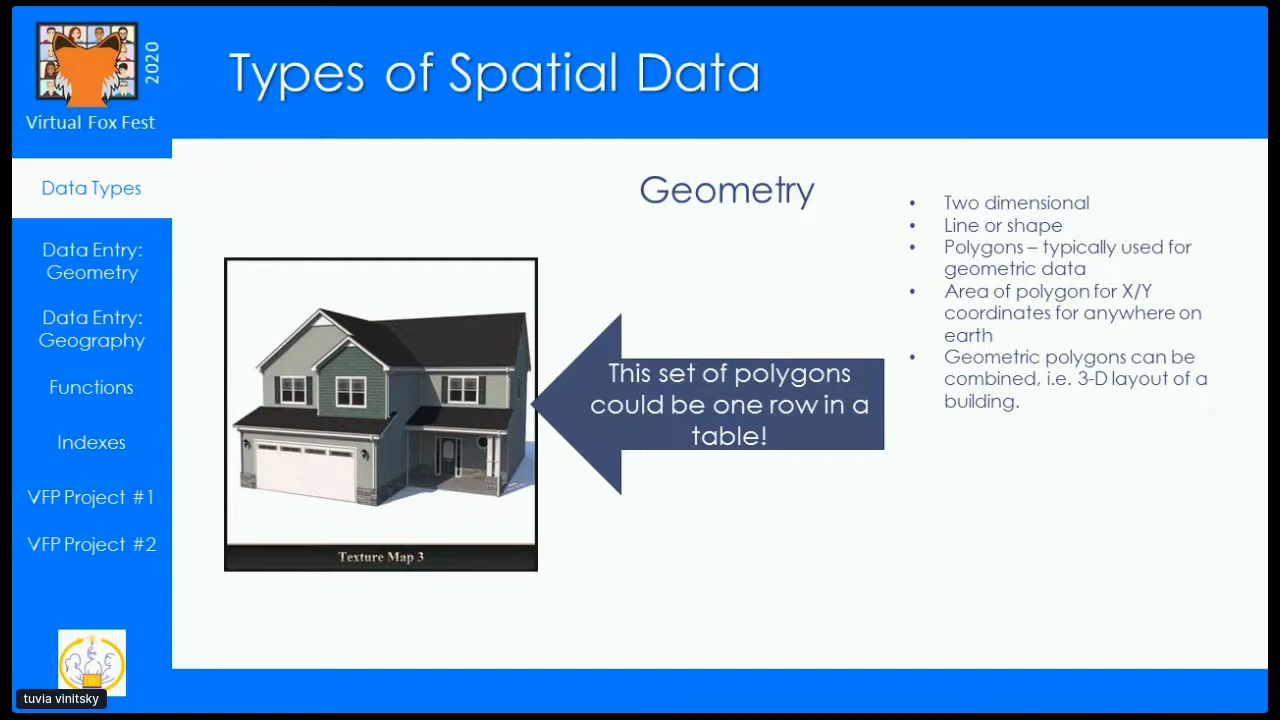 2020
Virtual Fox Fest
Types of Spatial Data
Data Types
Data Entry:
Geometry
Data Entry:
Geography
Functions
Indexes
VFP Project #1
VFP Project #2
Geometry
This set of polygons
could be one row in a
table!
Texture Map 3
• Two dimensional
• Line or shape
• Polygons – typically used for
geometric data
• Area of polygon for X/Y
coordinates for anywhere on
earth
• Geometric polygons can be
combined, i.e. 3-D layout of a
building.
tuvia vinitsky